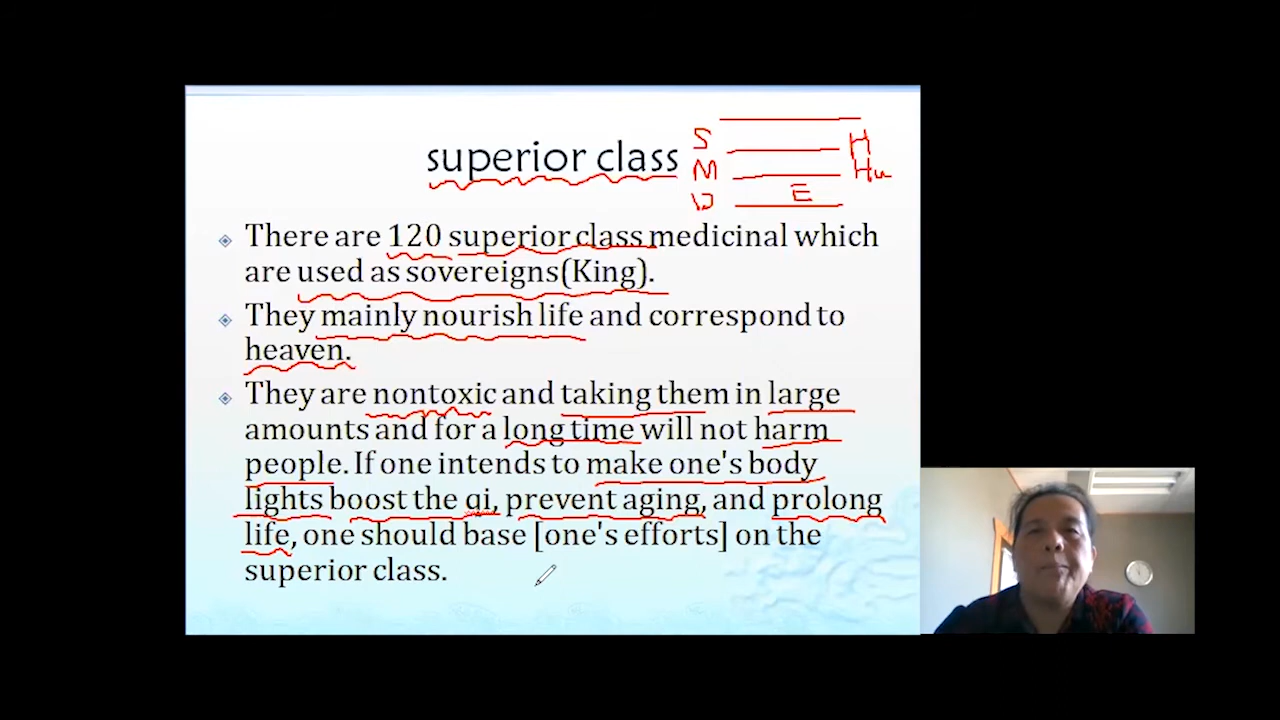 superior class
S H
M Hu
E
There are 120 superior class medicinal which
are used as sovereigns(King).
They mainly nourish life and correspond to
heaven.
They are nontoxic and taking them in large
amounts and for a long time will not harm
people. If one intends to make one's body
lights boost the qi, prevent aging, and prolong
life, one should base [one's efforts] on the
superior class.